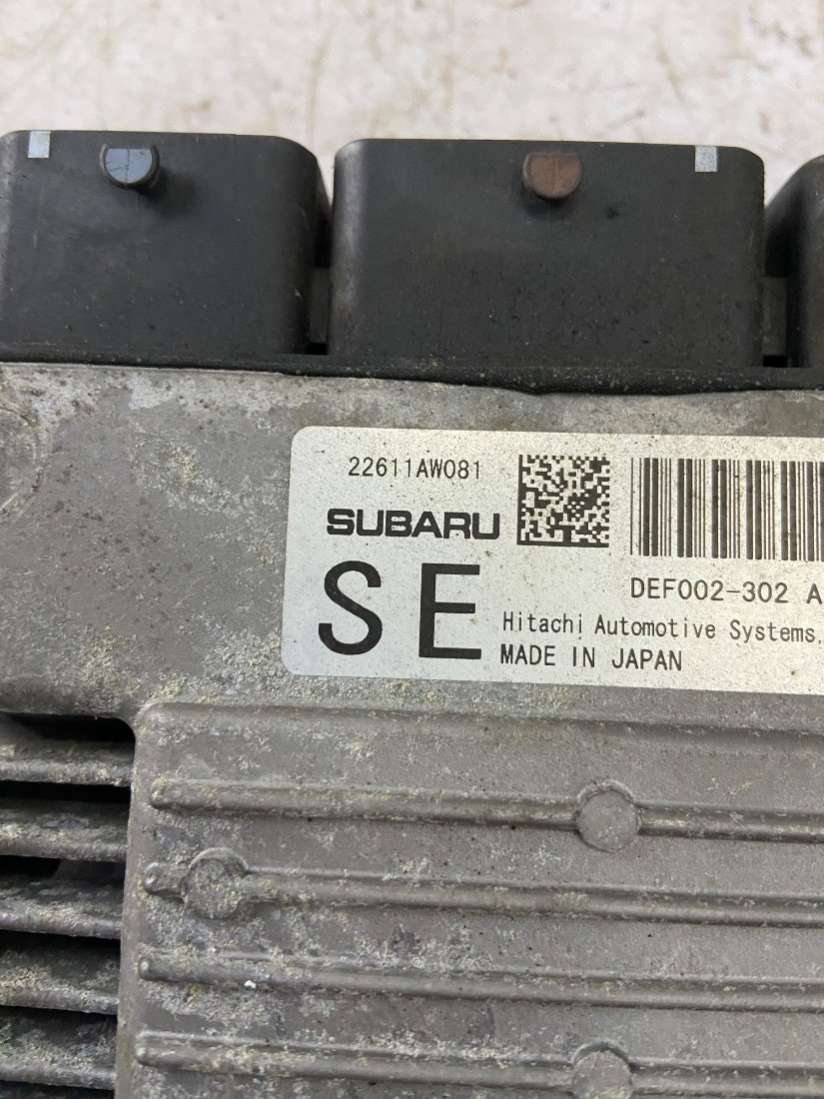 22611AW081
SUBARU
SE
DEF002-302 A
Hitachi Automotive Systems,
MADE IN JAPAN